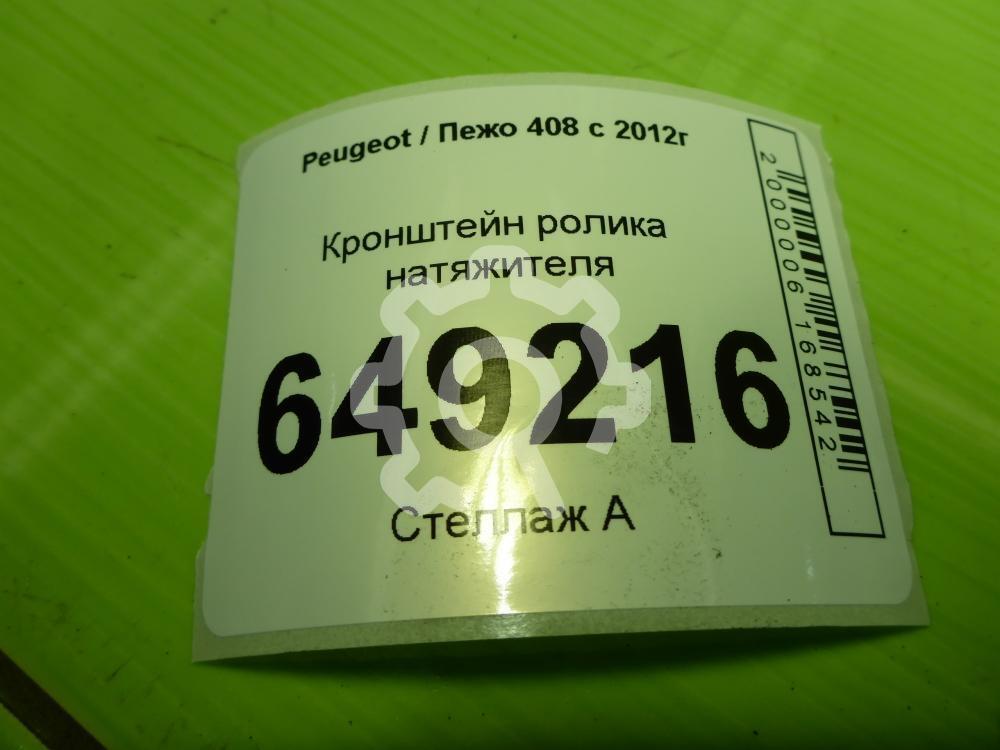 Peugeot / Пежо 408 с 2012г
Кронштейн ролика
натяжителя
649216
Стеллаж А
2000006168542